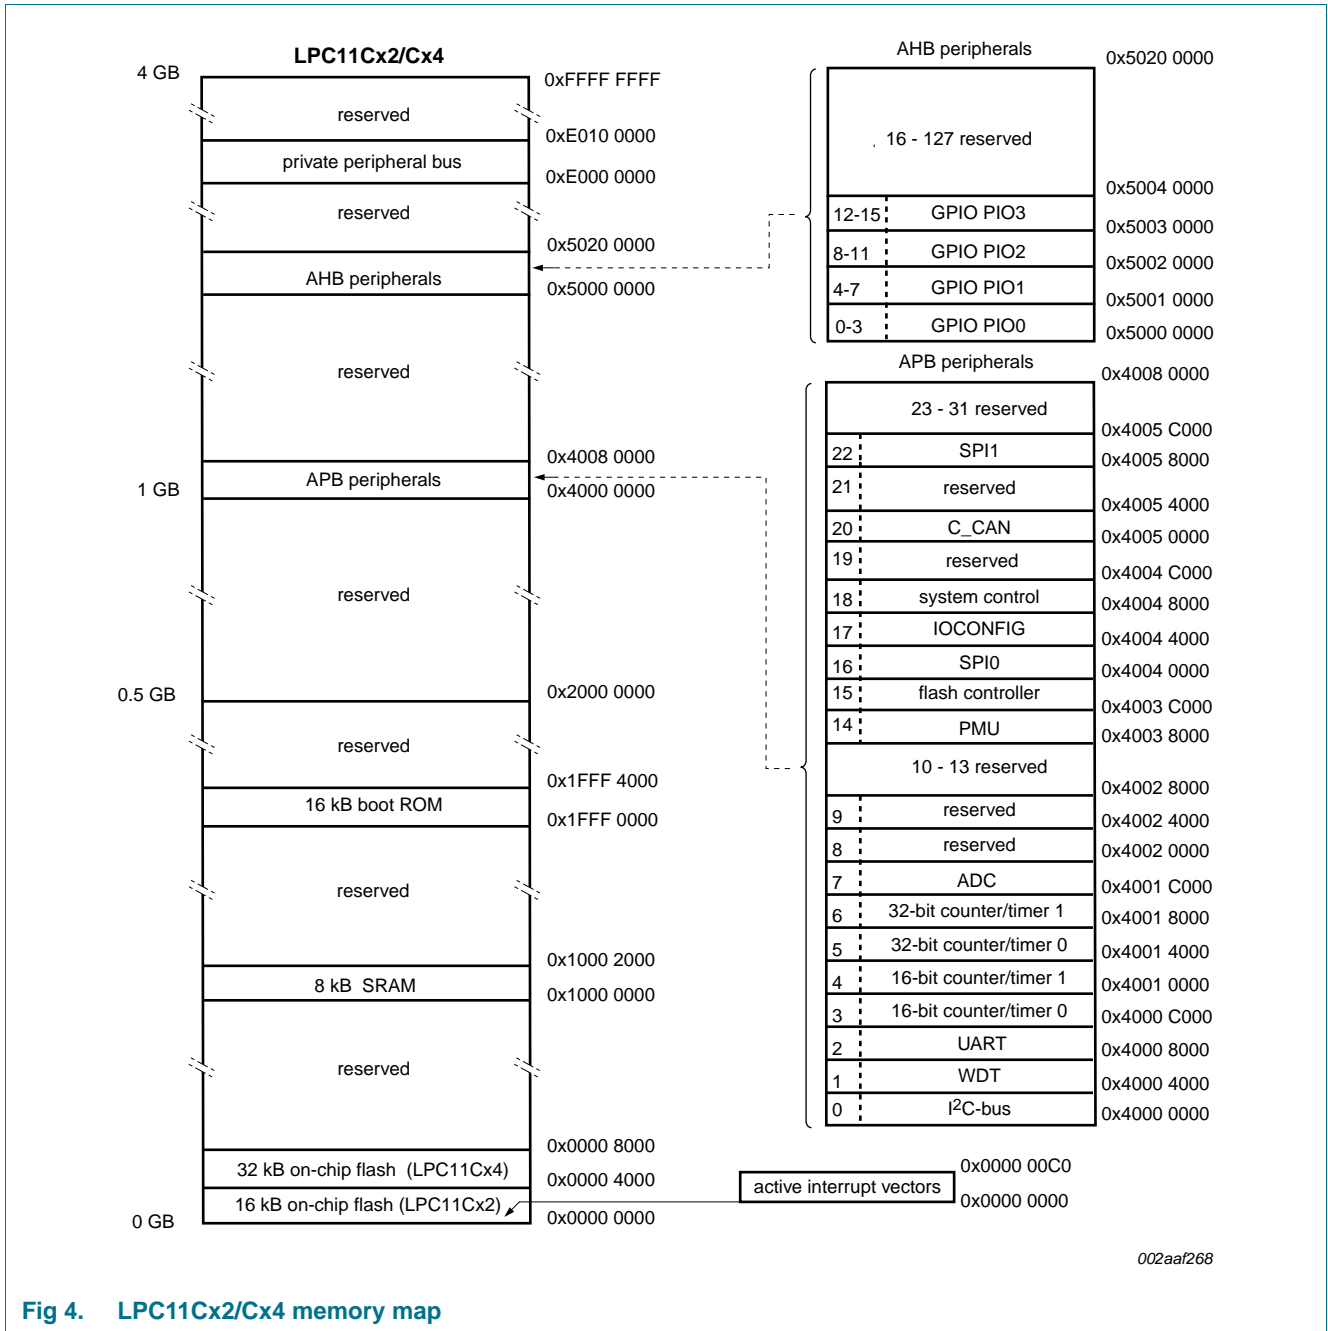 LPC11Cx2/Cx4
4 GB
0xFFFF FFFF
reserved
0xE010 0000
private peripheral bus
0xE000 0000
reserved
0x5020 0000
AHB peripherals
0x5000 0000
reserved
0x4008 0000
APB peripherals
1 GB
0x4000 0000
reserved
0.5 GB
0x2000 0000
reserved
0x1FFF 4000
16 kB boot ROM
0x1FFF 0000
reserved
0x1000 2000
8 kB SRAM
0x1000 0000
reserved
0x0000 8000
32 kB on-chip flash (LPC11Cx4)
0x0000 4000
16 kB on-chip flash (LPC11Cx2)
0 GB
0x0000 0000
AHB peripherals
0x5020 0000
16 - 127 reserved
0x5004 0000
12-15 GPIO PIO3
0x5003 0000
8-11 GPIO PIO2
0x5002 0000
4-7 GPIO PIO1
0x5001 0000
0-3 GPIO PIO0
0x5000 0000
APB peripherals
0x4008 0000
23 - 31 reserved
0x4005 C000
22 SPI1
0x4005 8000
21 reserved
0x4005 4000
20 C_CAN
0x4005 0000
19 reserved
0x4004 C000
18 system control
0x4004 8000
17 IOCONFIG
0x4004 4000
16 SPI0
0x4004 0000
15 flash controller
0x4003 C000
14 PMU
0x4003 8000
10 - 13 reserved
0x4002 8000
9 reserved
0x4002 4000
8 reserved
0x4002 0000
7 ADC
0x4001 C000
6 32-bit counter/timer 1
0x4001 8000
5 32-bit counter/timer 0
0x4001 4000
4 16-bit counter/timer 1
0x4001 0000
3 16-bit counter/timer 0
0x4000 C000
2 UART
0x4000 8000
1 WDT
0x4000 4000
0 I2C-bus
0x4000 0000
0x0000 00C0
active interrupt vectors
0x0000 0000
002aaf268
Fig 4. LPC11Cx2/Cx4 memory map